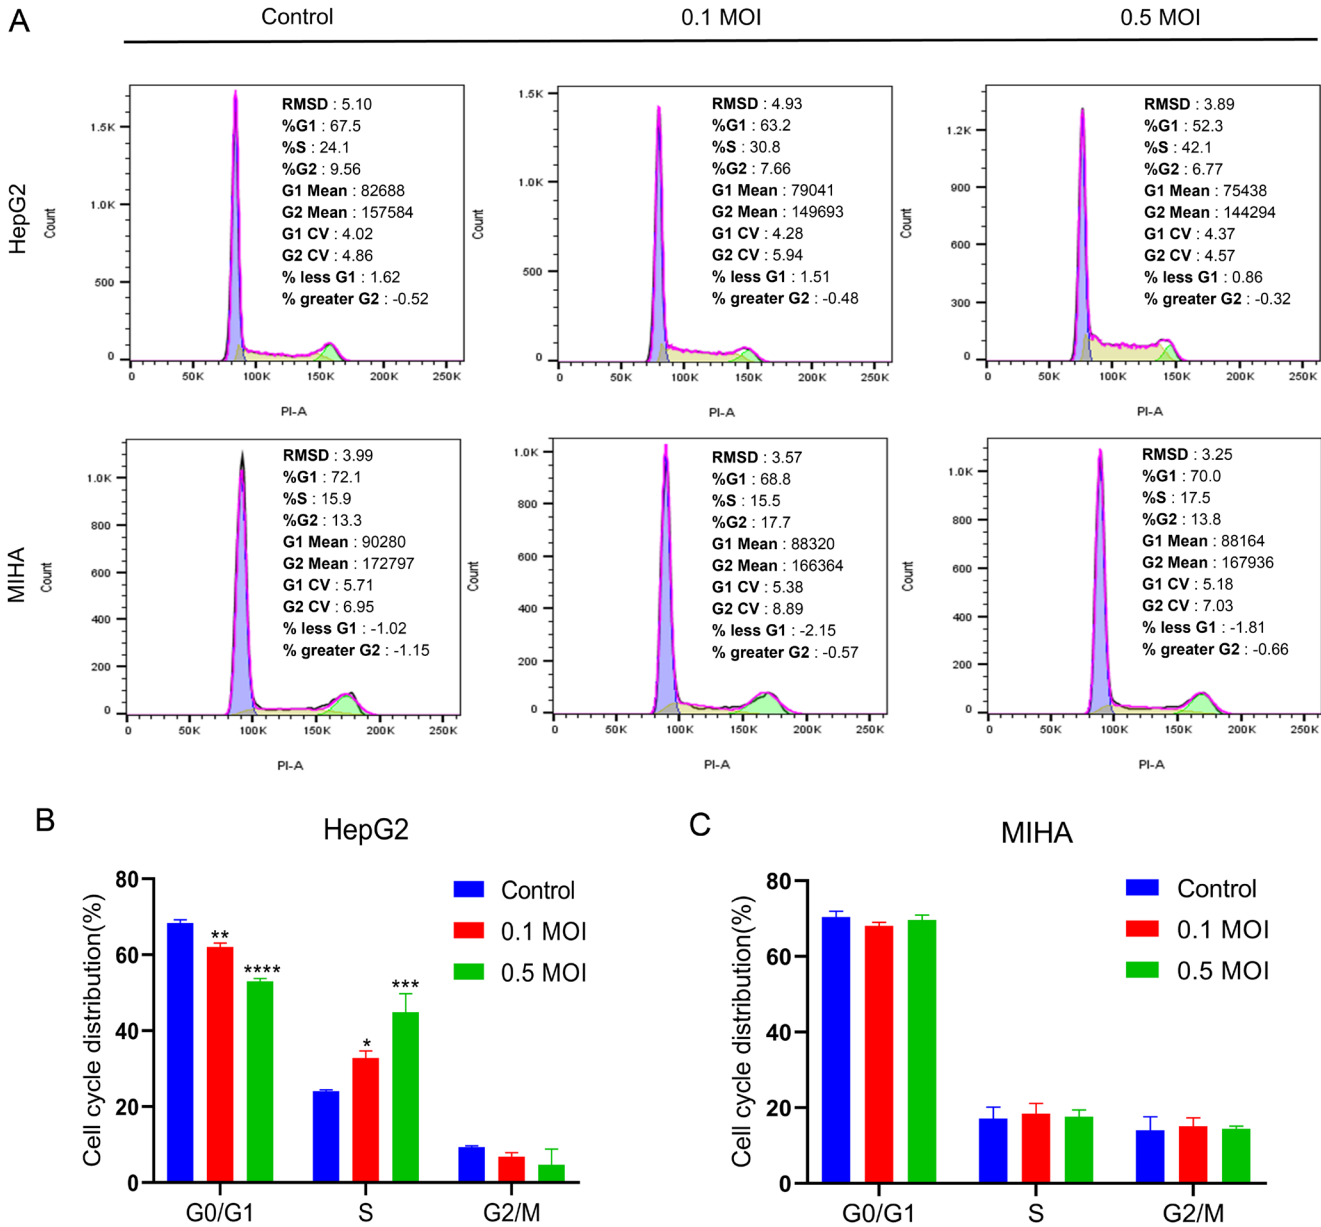 A
Control
0.1 MOI
0.5 MOI
HepG2
Count
1.5K
1.0K
500
0
RMSD : 5.10
%G1 : 67.5
%S : 24.1
%G2 : 9.56
G1 Mean : 82688
G2 Mean : 157584
G1 CV : 4.02
G2 CV : 4.86
% less G1 : 1.62
% greater G2 : -0.52
0 50K 100K 150K 200K 250K
PI-A
Count
1.5K
1.0K
500
0
RMSD : 4.93
%G1 : 63.2
%S : 30.8
%G2 : 7.66
G1 Mean : 79041
G2 Mean : 149693
G1 CV : 4.28
G2 CV : 5.94
% less G1 : 1.51
% greater G2 : -0.48
0 50K 100K 150K 200K 250K
PI-A
Count
1.2K
900
600
300
0
RMSD : 3.89
%G1 : 52.3
%S : 42.1
%G2 : 6.77
G1 Mean : 75438
G2 Mean : 144294
G1 CV : 4.37
G2 CV : 4.57
% less G1 : 0.86
% greater G2 : -0.32
0 50K 100K 150K 200K 250K
PI-A
MIHA
Count
1.0K
800
600
400
200
0
RMSD : 3.99
%G1 : 72.1
%S : 15.9
%G2 : 13.3
G1 Mean : 90280
G2 Mean : 172797
G1 CV : 5.71
G2 CV : 6.95
% less G1 : -1.02
% greater G2 : -1.15
0 50K 100K 150K 200K 250K
PI-A
Count
1.0K
800
600
400
200
0
RMSD : 3.57
%G1 : 68.8
%S : 15.5
%G2 : 17.7
G1 Mean : 88320
G2 Mean : 166364
G1 CV : 5.38
G2 CV : 8.89
% less G1 : -2.15
% greater G2 : -0.57
0 50K 100K 150K 200K 250K
PI-A
Count
1.0K
800
600
400
200
0
RMSD : 3.25
%G1 : 70.0
%S : 17.5
%G2 : 13.8
G1 Mean : 88164
G2 Mean : 167936
G1 CV : 5.18
G2 CV : 7.03
% less G1 : -1.81
% greater G2 : -0.66
0 50K 100K 150K 200K 250K
PI-A
B
HepG2
Cell cycle distribution(%)
80
60
40
20
0
**
****
*
***
Control
0.1 MOI
0.5 MOI
G0/G1 S G2/M
C
MIHA
Cell cycle distribution(%)
80
60
40
20
0
Control
0.1 MOI
0.5 MOI
G0/G1 S G2/M